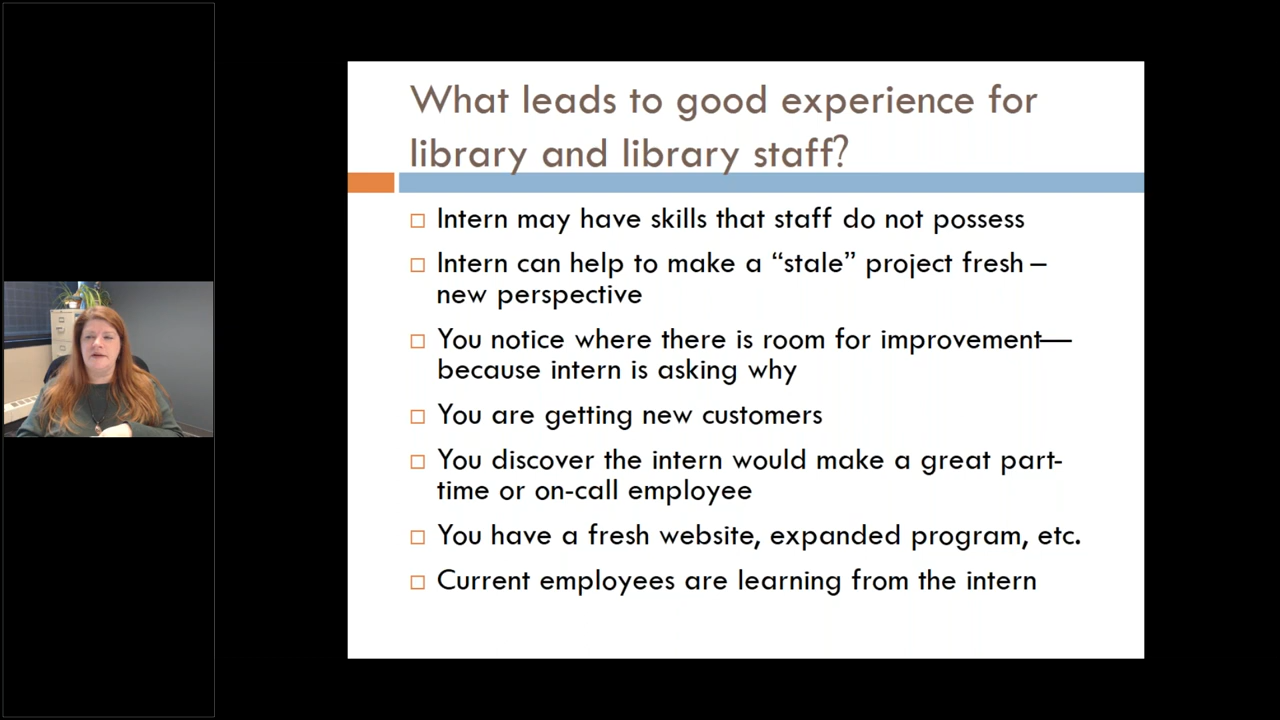 What leads to good experience for
library and library staff?
Intern may have skills that staff do not possess
Intern can help to make a “stale” project fresh –
new perspective
You notice where there is room for improvement—
because intern is asking why
You are getting new customers
You discover the intern would make a great part-
time or on-call employee
You have a fresh website, expanded program, etc.
Current employees are learning from the intern